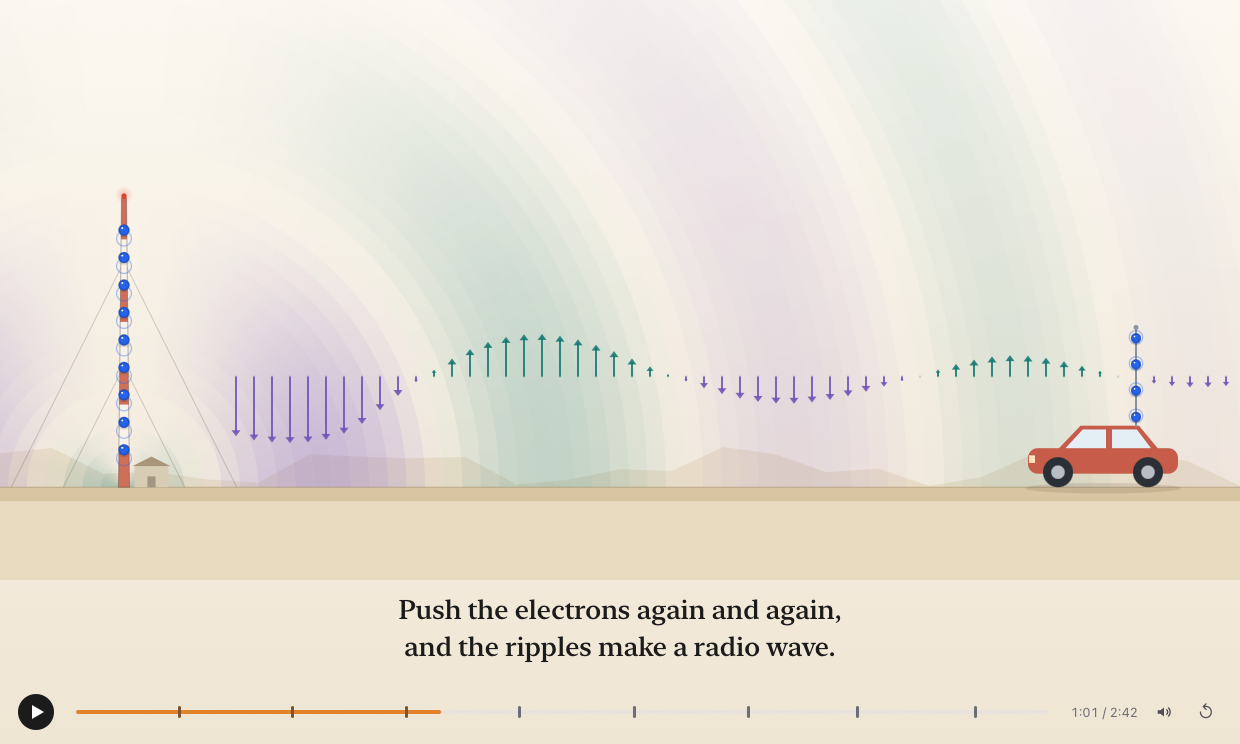 Push the electrons again and again,
and the ripples make a radio wave.
1:01 / 2:42